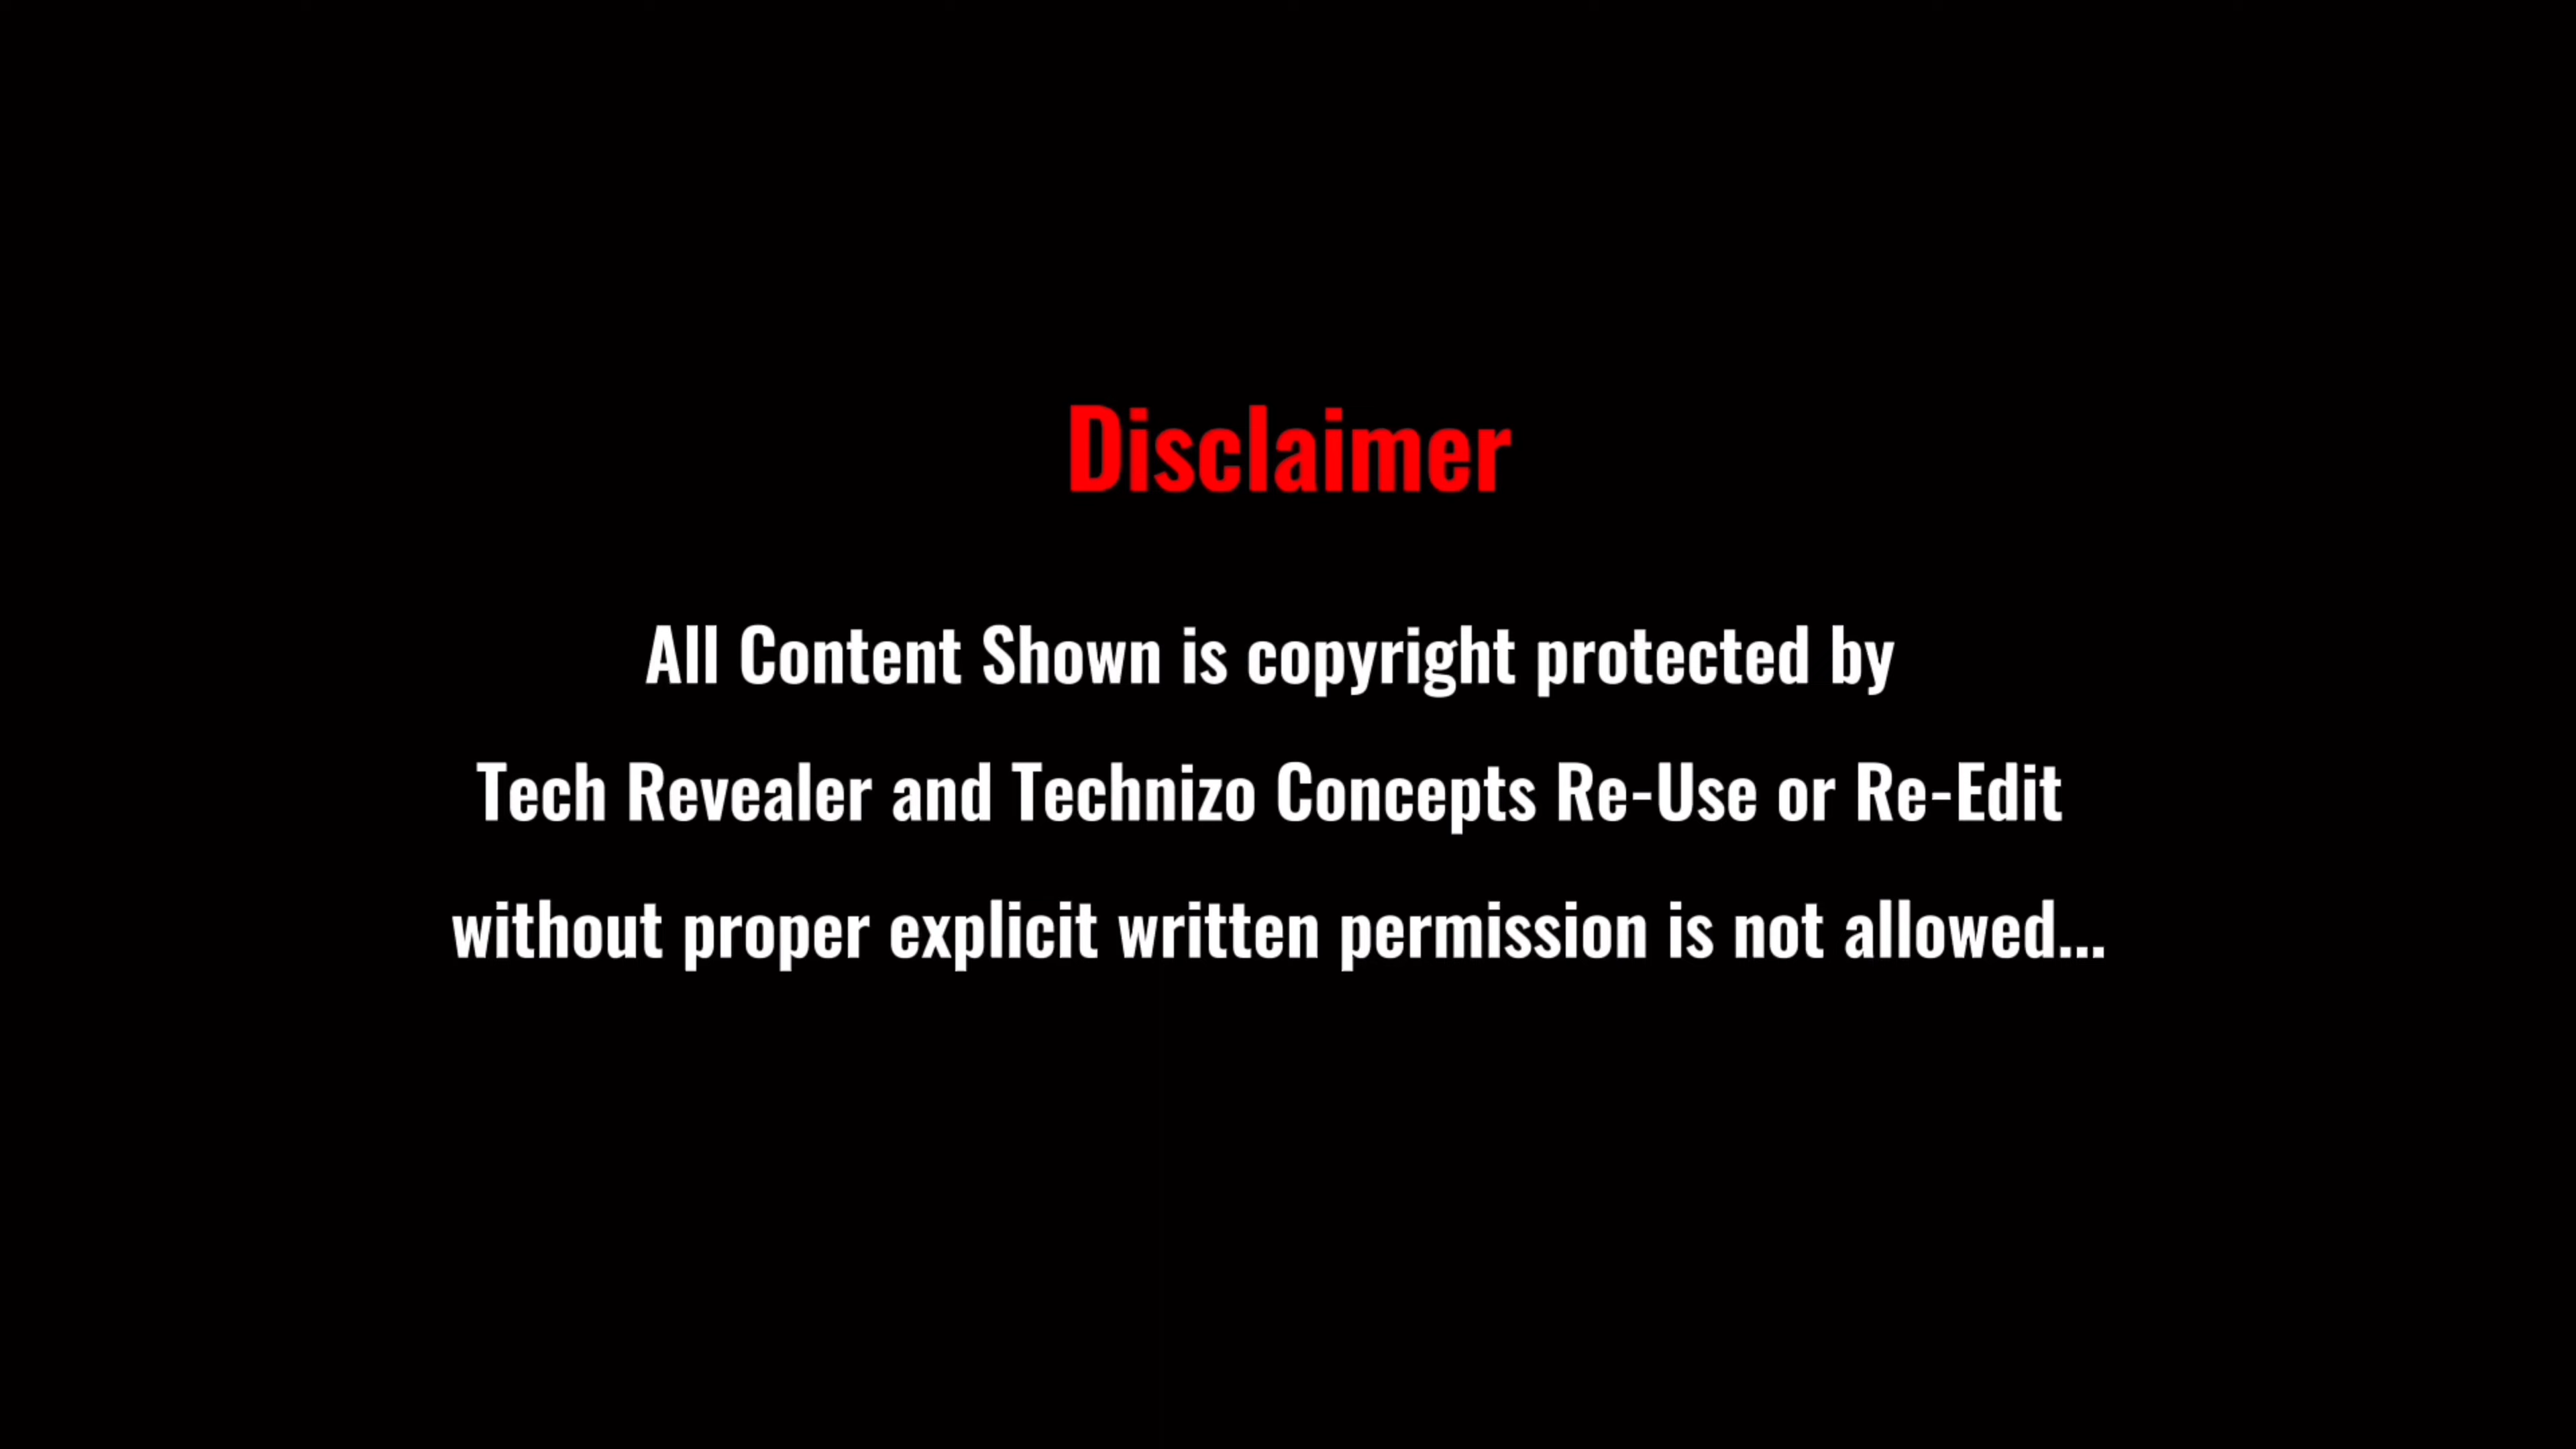 Disclaimer
All Content Shown is copyright protected by
Tech Revealer and Technizo Concepts Re-Use or Re-Edit
without proper explicit written permission is not allowed...